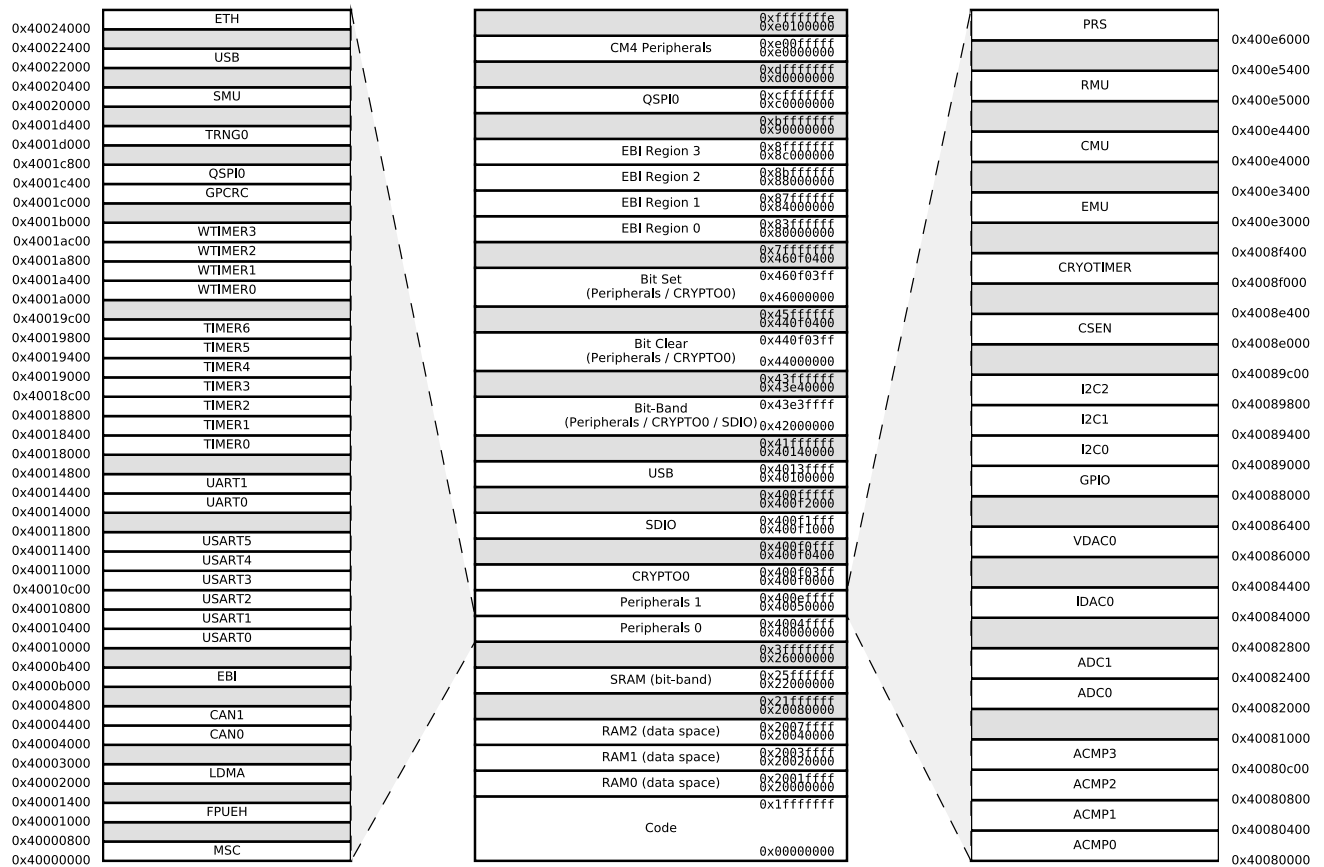 ETH
0x40024000
0x40022400
USB
0x40022000
0x40020400
SMU
0x40020000
0x4001d400
TRNG0
0x4001d000
0x4001c800
QSPI0
0x4001c400
GPCRC
0x4001c000
0x4001b000
WTIMER3
0x4001ac00
WTIMER2
0x4001a800
WTIMER1
0x4001a400
WTIMER0
0x4001a000
0x40019c00
TIMER6
0x40019800
TIMER5
0x40019400
TIMER4
0x40019000
TIMER3
0x40018c00
TIMER2
0x40018800
TIMER1
0x40018400
TIMER0
0x40018000
0x40014800
UART1
0x40014400
UART0
0x40014000
0x40011800
USART5
0x40011400
USART4
0x40011000
USART3
0x40010c00
USART2
0x40010800
USART1
0x40010400
USART0
0x40010000
0x4000b400
EBI
0x4000b000
0x40004800
CAN1
0x40004400
CAN0
0x40004000
0x40003000
LDMA
0x40002000
0x40001400
FPUEH
0x40001000
0x40000800
MSC
0x40000000
0xfffffffe
0xe0100000
CM4 Peripherals
0xe00fffff
0xe0000000
0xdfffffff
0xd0000000
QSPI0
0xcfffffff
0xc0000000
0xbfffffff
0x90000000
EBI Region 3
0x8fffffff
0x8c000000
EBI Region 2
0x8bffffff
0x88000000
EBI Region 1
0x87ffffff
0x84000000
EBI Region 0
0x83ffffff
0x80000000
0x7fffffff
0x460f0400
Bit Set
(Peripherals / CRYPTO0)
0x460f03ff
0x46000000
0x45ffffff
0x440f0400
Bit Clear
(Peripherals / CRYPTO0)
0x440f03ff
0x44000000
0x43ffffff
0x43e40000
Bit-Band
(Peripherals / CRYPTO0 / SDIO)
0x43e3ffff
0x42000000
0x41ffffff
0x40140000
USB
0x4013ffff
0x40100000
0x400fffff
0x400f2000
SDIO
0x400f1fff
0x400f1000
0x400f0fff
0x400f0400
CRYPTO0
0x400f03ff
0x400f0000
Peripherals 1
0x400effff
0x40050000
Peripherals 0
0x4004ffff
0x40000000
0x3fffffff
0x26000000
SRAM (bit-band)
0x25ffffff
0x22000000
0x21ffffff
0x20080000
RAM2 (data space)
0x2007ffff
0x20040000
RAM1 (data space)
0x2003ffff
0x20020000
RAM0 (data space)
0x2001ffff
0x20000000
0x1fffffff
Code
0x00000000
PRS
0x400e6000
0x400e5400
RMU
0x400e5000
0x400e4400
CMU
0x400e4000
0x400e3400
EMU
0x400e3000
0x4008f400
CRYOTIMER
0x4008f000
0x4008e400
CSEN
0x4008e000
0x40089c00
I2C2
0x40089800
I2C1
0x40089400
I2C0
0x40089000
GPIO
0x40088000
0x40086400
VDAC0
0x40086000
0x40084400
IDAC0
0x40084000
0x40082800
ADC1
0x40082400
ADC0
0x40082000
0x40081000
ACMP3
0x40080c00
ACMP2
0x40080800
ACMP1
0x40080400
ACMP0
0x40080000